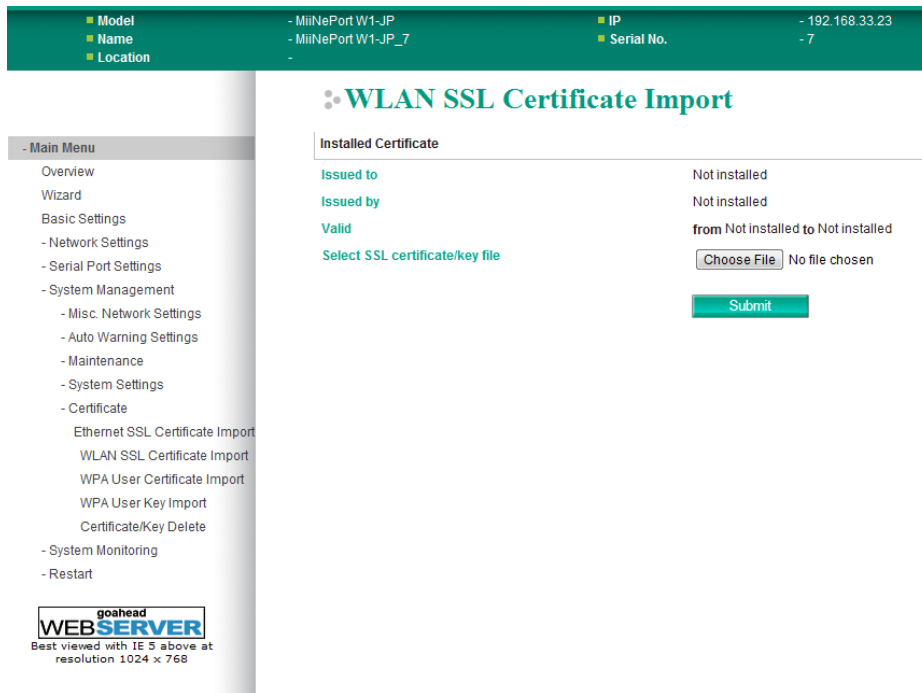 Model - MiiNePort W1-JP IP - 192.168.33.23
Name - MiiNePort W1-JP_7 Serial No. - 7
Location -
WLAN SSL Certificate Import
- Main Menu
Overview
Wizard
Basic Settings
- Network Settings
- Serial Port Settings
- System Management
- Misc. Network Settings
- Auto Warning Settings
- Maintenance
- System Settings
- Certificate
Ethernet SSL Certificate Import
WLAN SSL Certificate Import
WPA User Certificate Import
WPA User Key Import
Certificate/Key Delete
- System Monitoring
- Restart
goahead
WEBSERVER
Best viewed with IE 5 above at
resolution 1024 x 768
Installed Certificate
Issued to Not installed
Issued by Not installed
Valid from Not installed to Not installed
Select SSL certificate/key file Choose File No file chosen
Submit